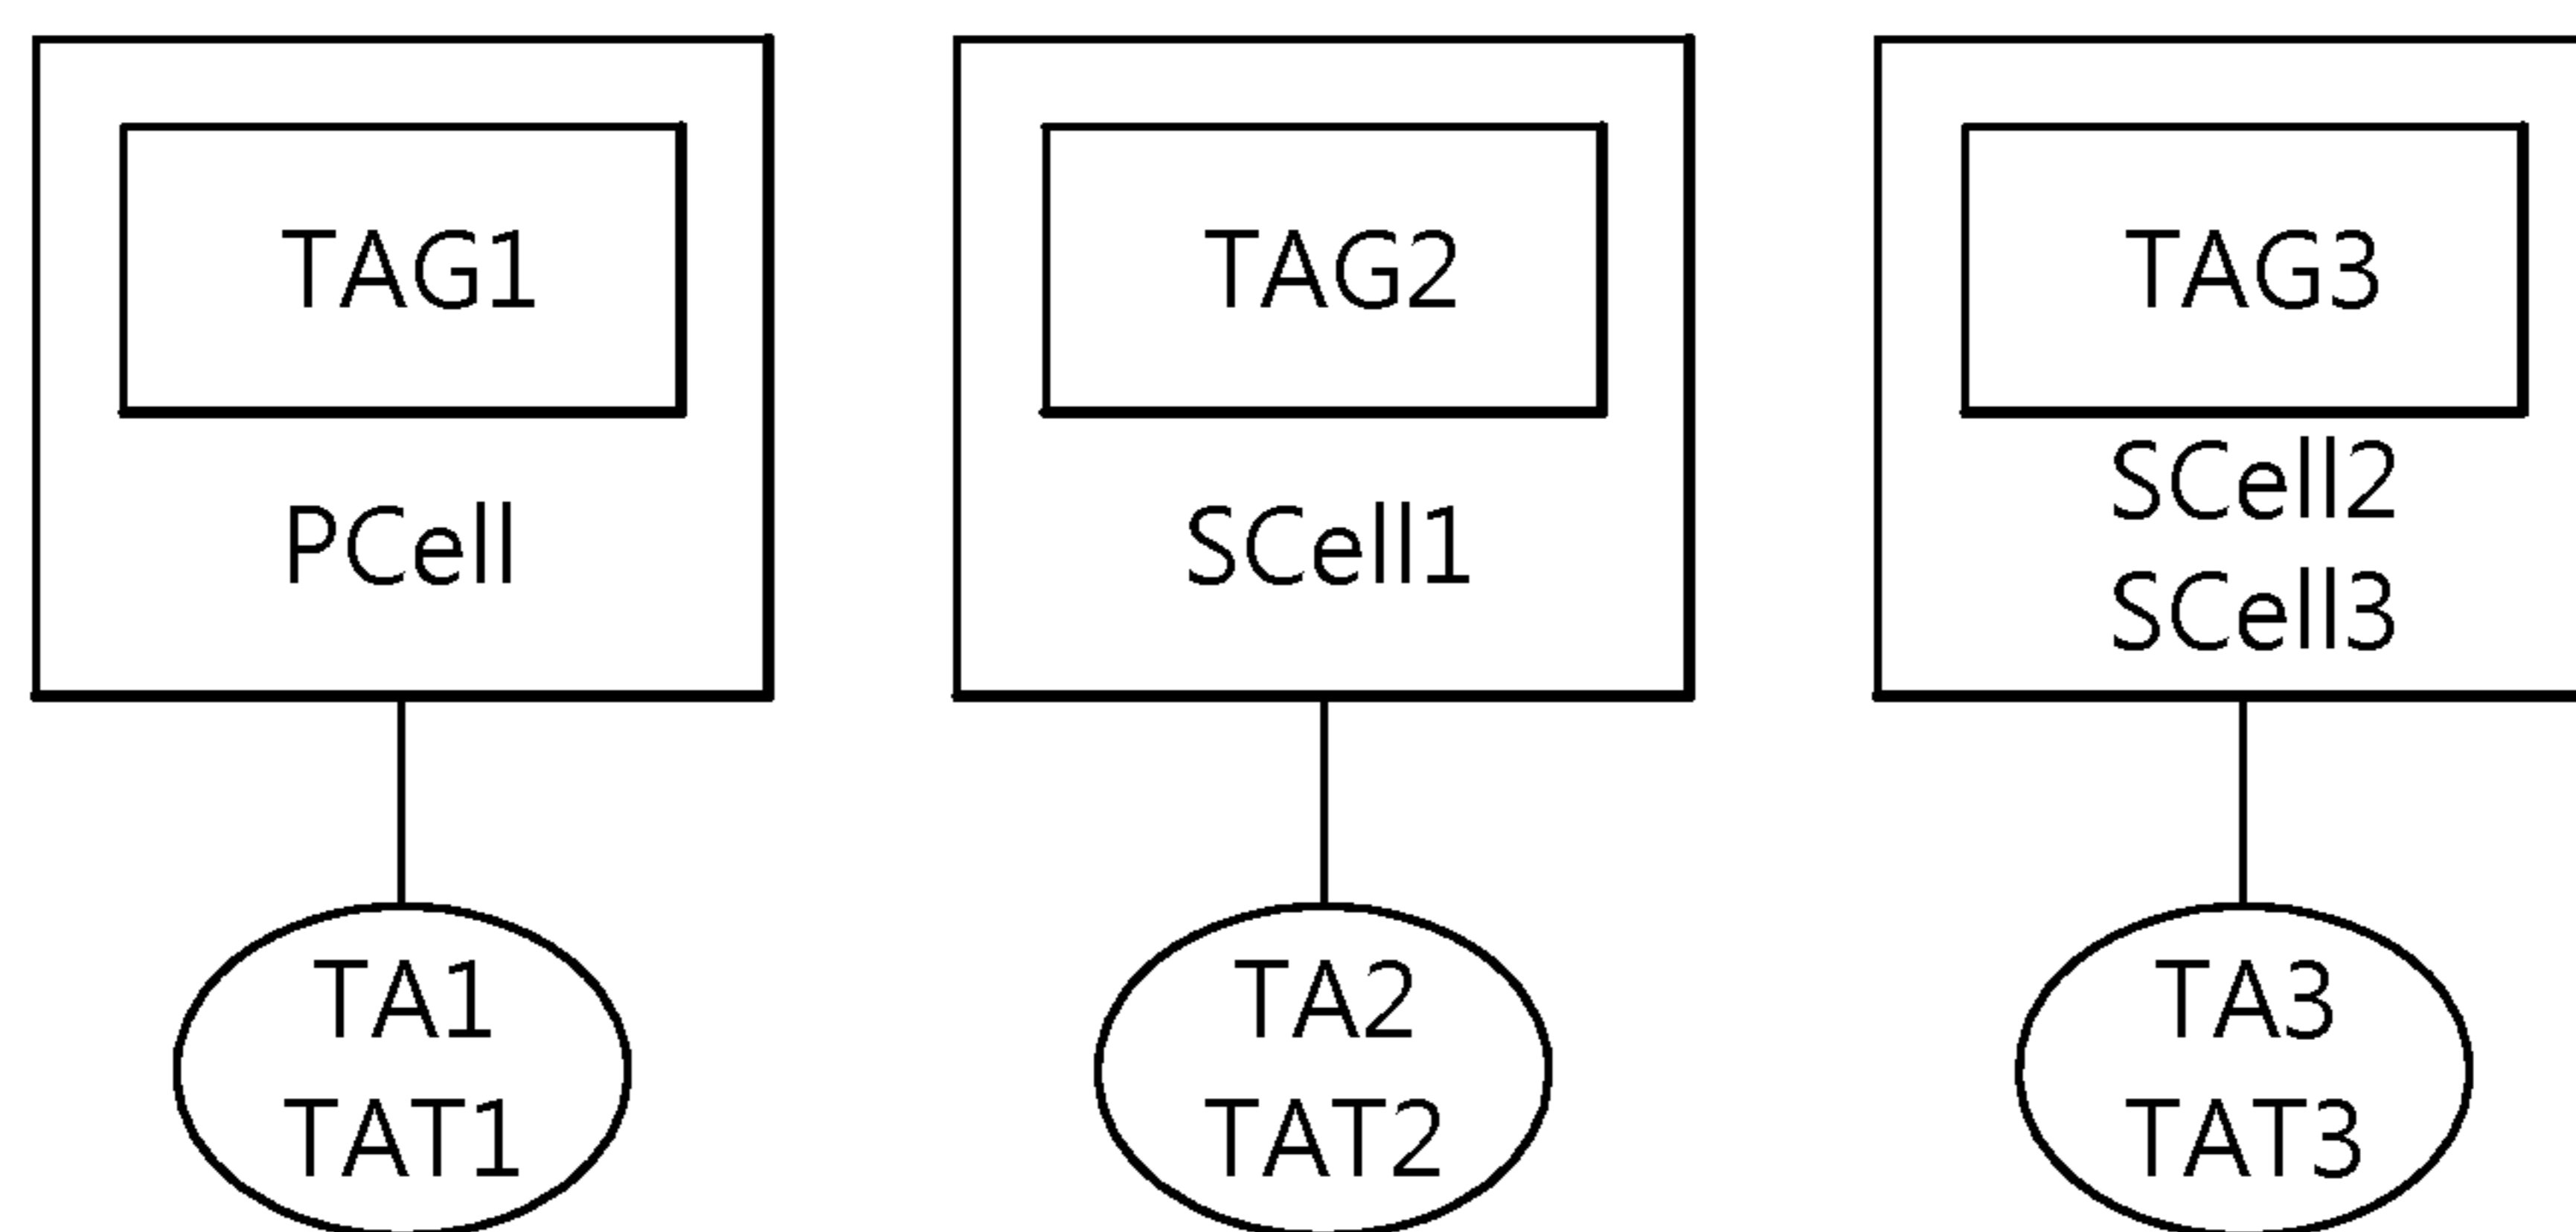 TAG1
PCell
TA1
TAT1
TAG2
SCell1
TA2
TAT2
TAG3
SCell2
SCell3
TA3
TAT3